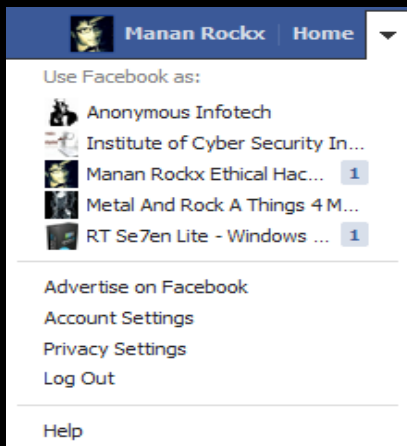 Manan Rockx Home
Use Facebook as:
Anonymous Infotech
Institute of Cyber Security In...
Manan Rockx Ethical Hac... 1
Metal And Rock A Things 4 M...
RT Se7en Lite - Windows ... 1
Advertise on Facebook
Account Settings
Privacy Settings
Log Out
Help